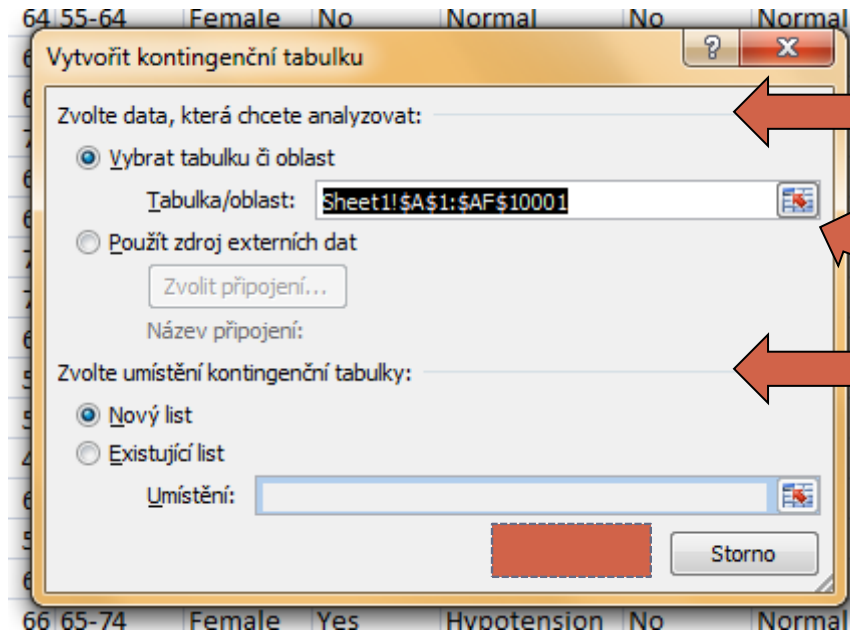 64 55-64 Female No Normal No Normal
Vytvořit kontingenční tabulku
Zvolte data, která chcete analyzovat:
Vybrat tabulku či oblast
Tabulka/oblast: Sheet1!$A$1:$AF$10001
Použít zdroj externích dat
Zvolit připojení...
Název připojení:
Zvolte umístění kontingenční tabulky:
Nový list
Existující list
Umístění:
Storno
66 65-74 Female Yes Hypotension No Normal